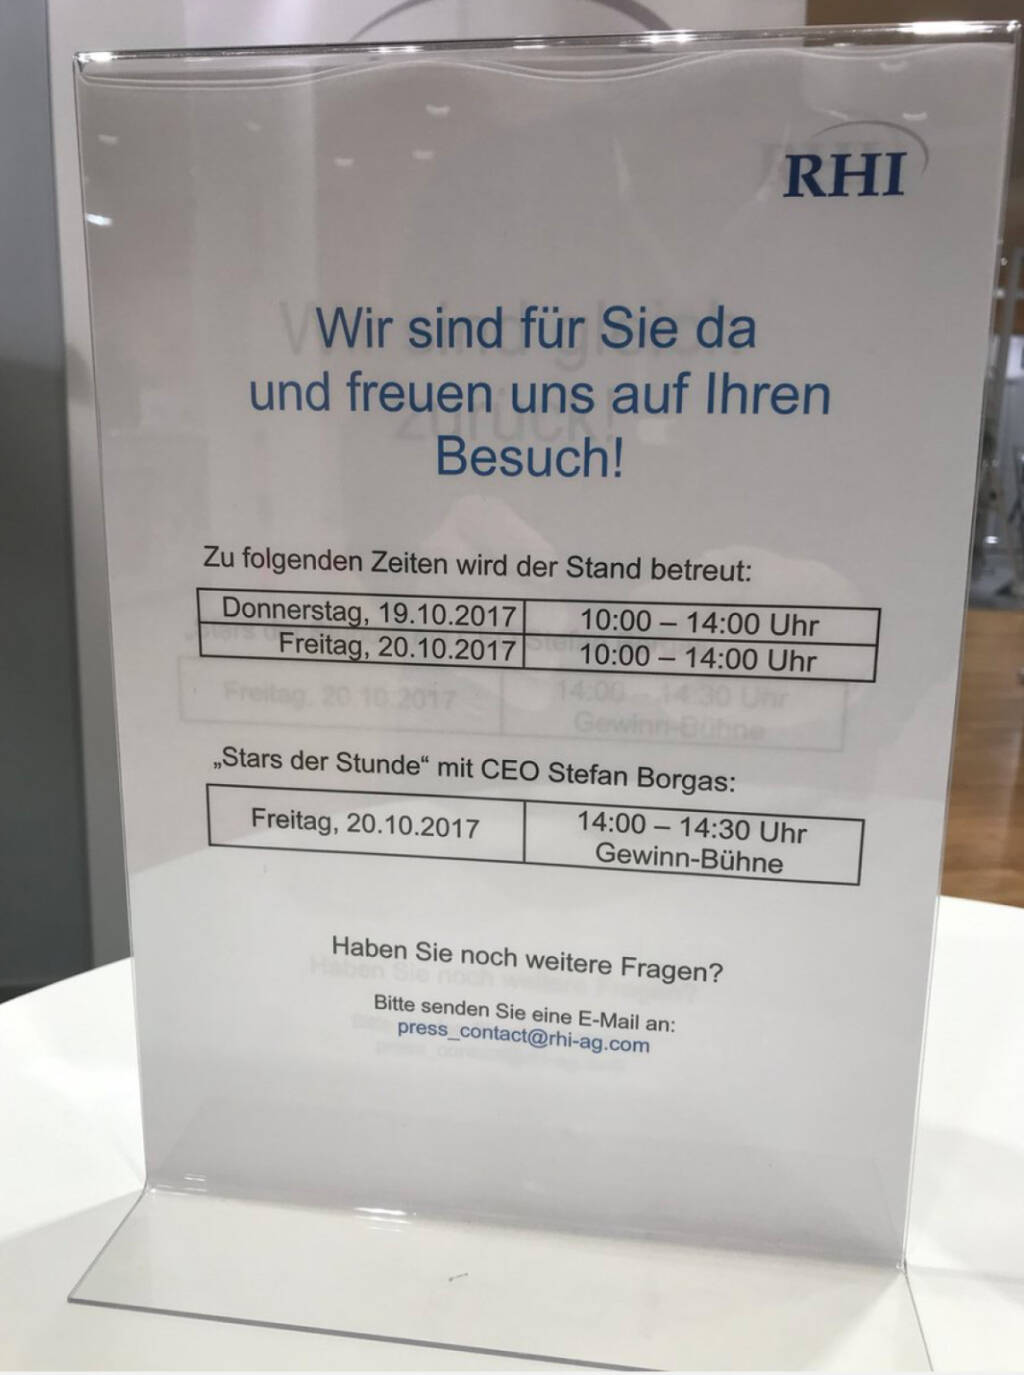 RHI
Wir sind für Sie da
und freuen uns auf Ihren
Besuch!
Zu folgenden Zeiten wird der Stand betreut:
Donnerstag, 19.10.2017 10:00 – 14:00 Uhr
Freitag, 20.10.2017 10:00 – 14:00 Uhr
„Stars der Stunde“ mit CEO Stefan Borgas:
Freitag, 20.10.2017 14:00 – 14:30 Uhr
Gewinn-Bühne
Haben Sie noch weitere Fragen?
Bitte senden Sie eine E-Mail an:
press_contact@rhi-ag.com